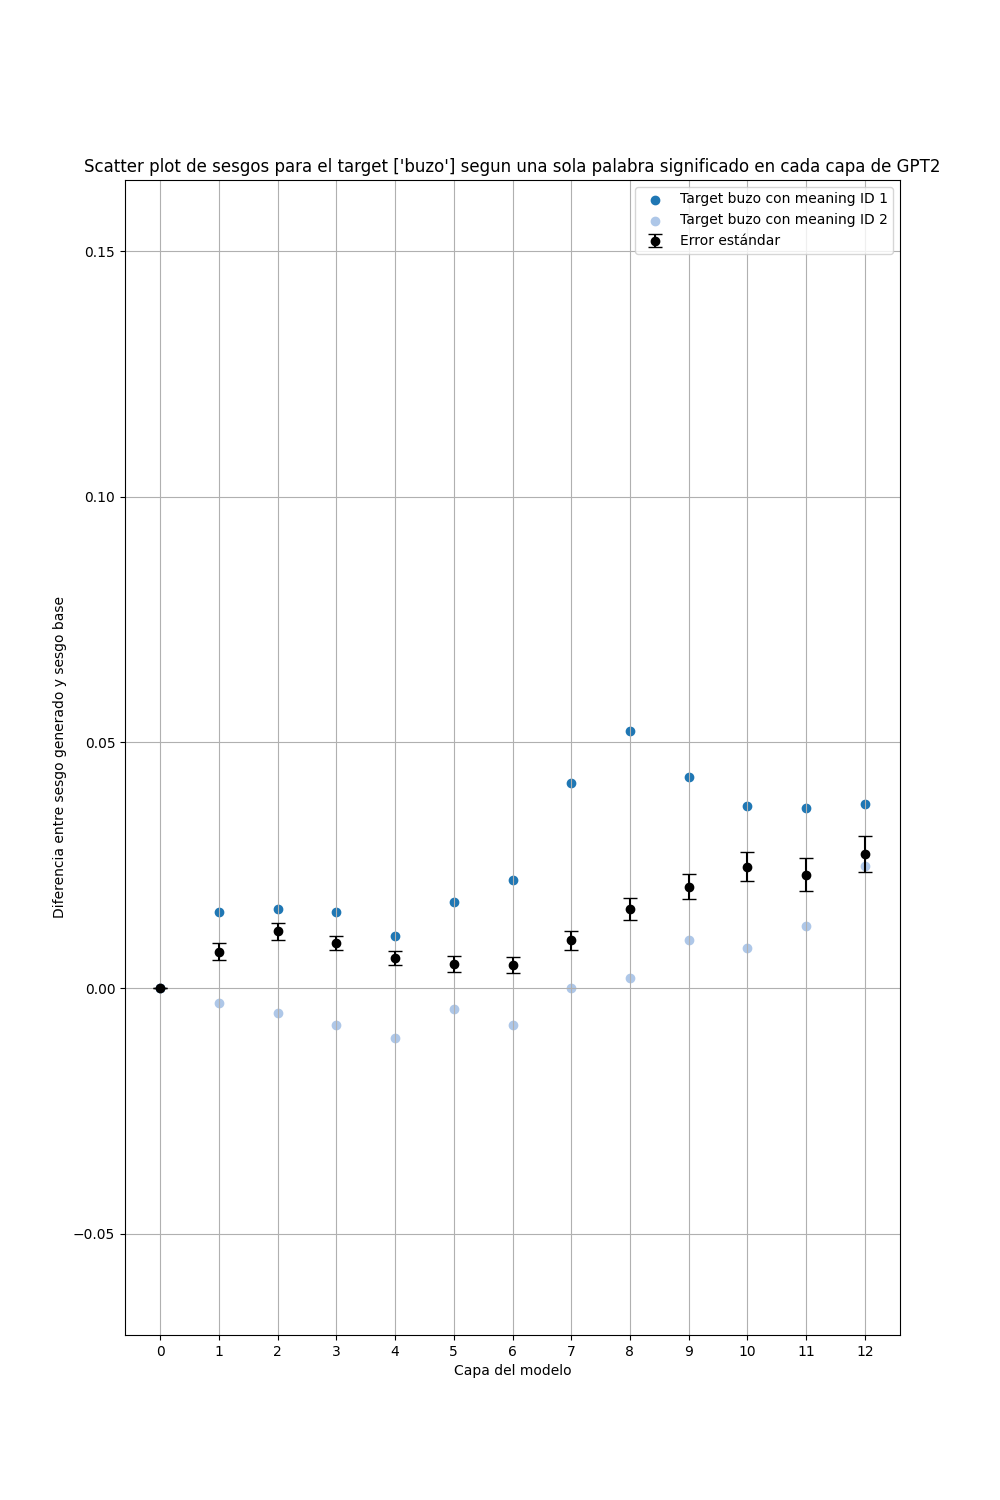 Scatter plot de sesgos para el target ['buzo'] segun una sola palabra significado en cada capa de GPT2
Target buzo con meaning ID 1
Target buzo con meaning ID 2
Error estándar
0.15
0.10
0.05
0.00
−0.05
Diferencia entre sesgo generado y sesgo base
0 1 2 3 4 5 6 7 8 9 10 11 12
Capa del modelo